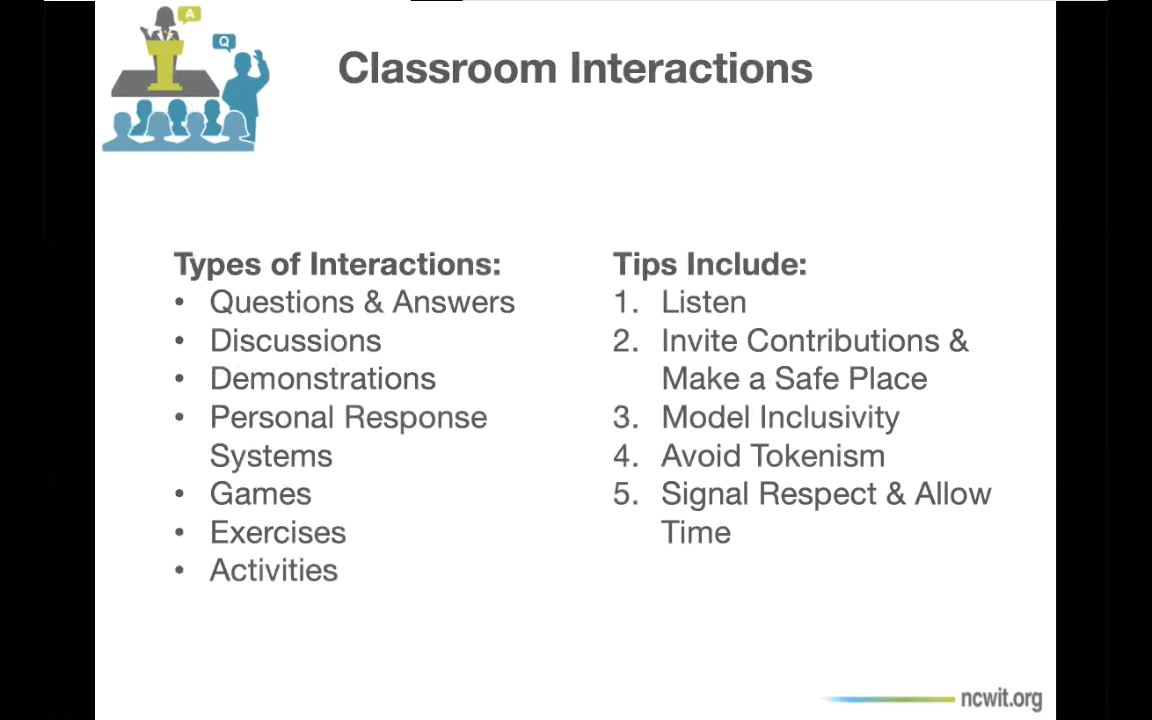 A
Q
Classroom Interactions
Types of Interactions:
• Questions & Answers
• Discussions
• Demonstrations
• Personal Response
Systems
• Games
• Exercises
• Activities
Tips Include:
1. Listen
2. Invite Contributions &
Make a Safe Place
3. Model Inclusivity
4. Avoid Tokenism
5. Signal Respect & Allow
Time
ncwit.org